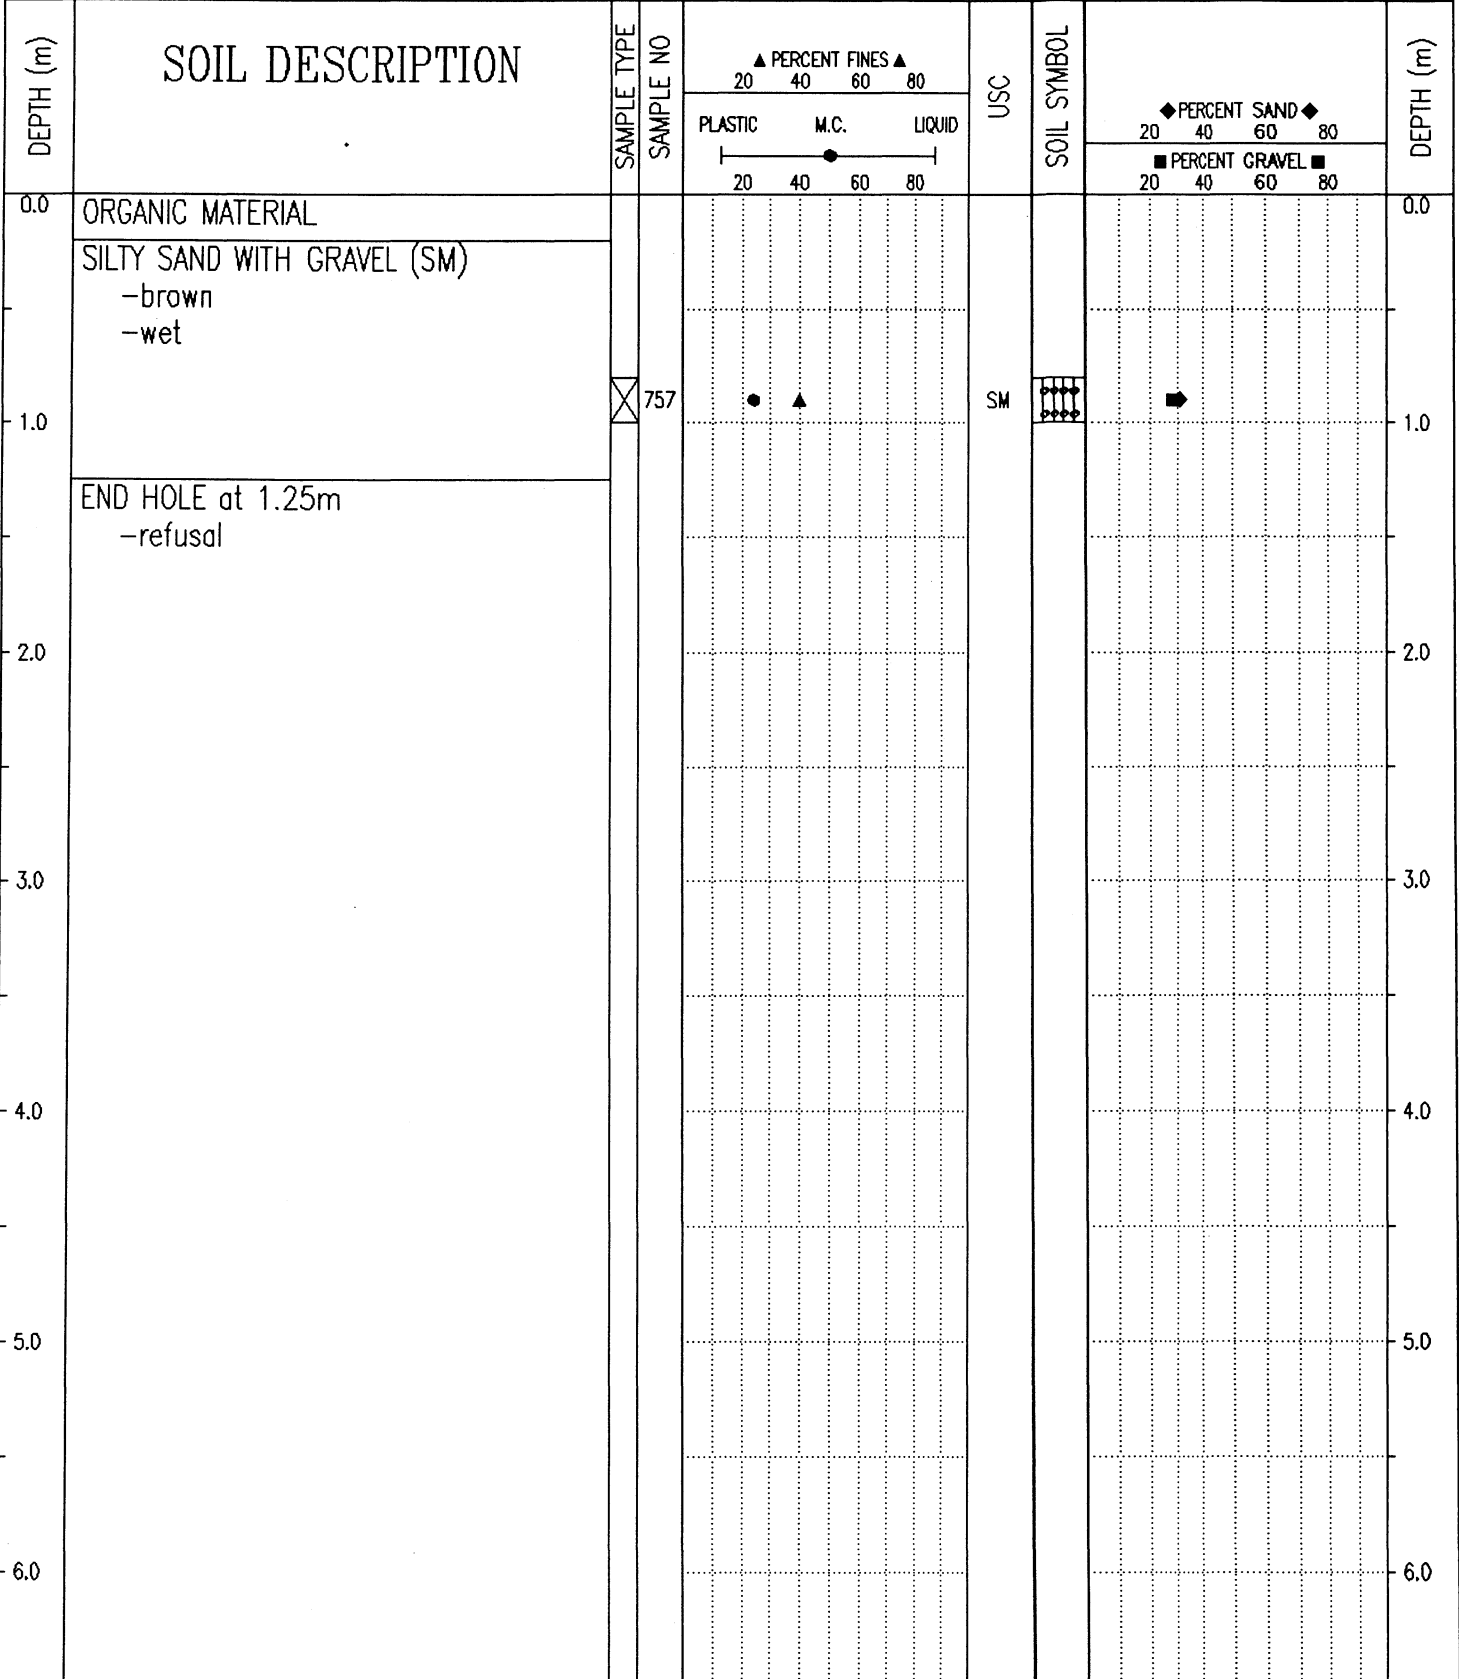 DEPTH (m)
SOIL DESCRIPTION
SAMPLE TYPE
SAMPLE NO
▲ PERCENT FINES ▲
20 40 60 80
PLASTIC M.C. LIQUID
20 40 60 80
USC
SOIL SYMBOL
◆ PERCENT SAND ◆
20 40 60 80
■ PERCENT GRAVEL ■
20 40 60 80
DEPTH (m)
0.0 ORGANIC MATERIAL 0.0
SILTY SAND WITH GRAVEL (SM)
-brown
-wet
757 SM
1.0 1.0
END HOLE at 1.25m
-refusal
2.0 2.0
3.0 3.0
4.0 4.0
5.0 5.0
6.0 6.0